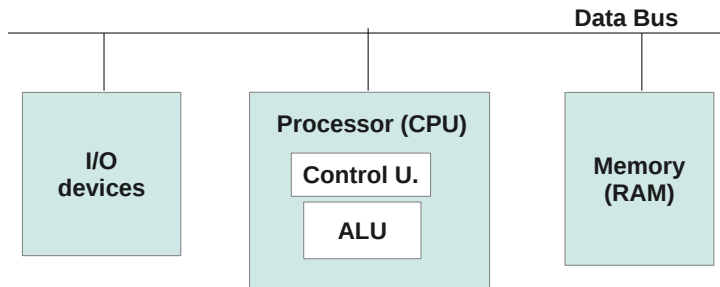 Data Bus
I/O
devices
Processor (CPU)
Control U.
ALU
Memory
(RAM)